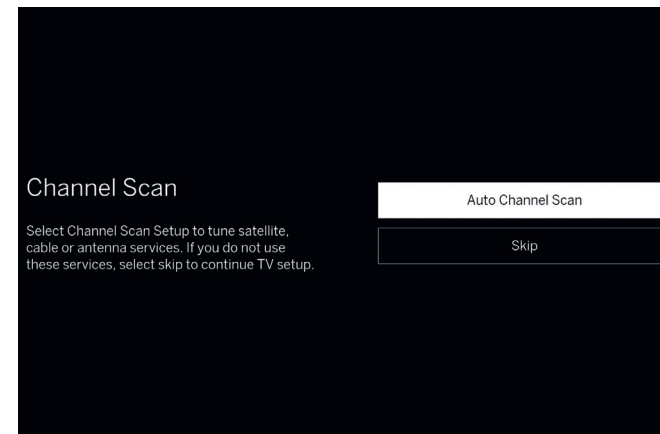 Channel Scan
Select Channel Scan Setup to tune satellite,
cable or antenna services. If you do not use
these services, select skip to continue TV setup.
Auto Channel Scan
Skip